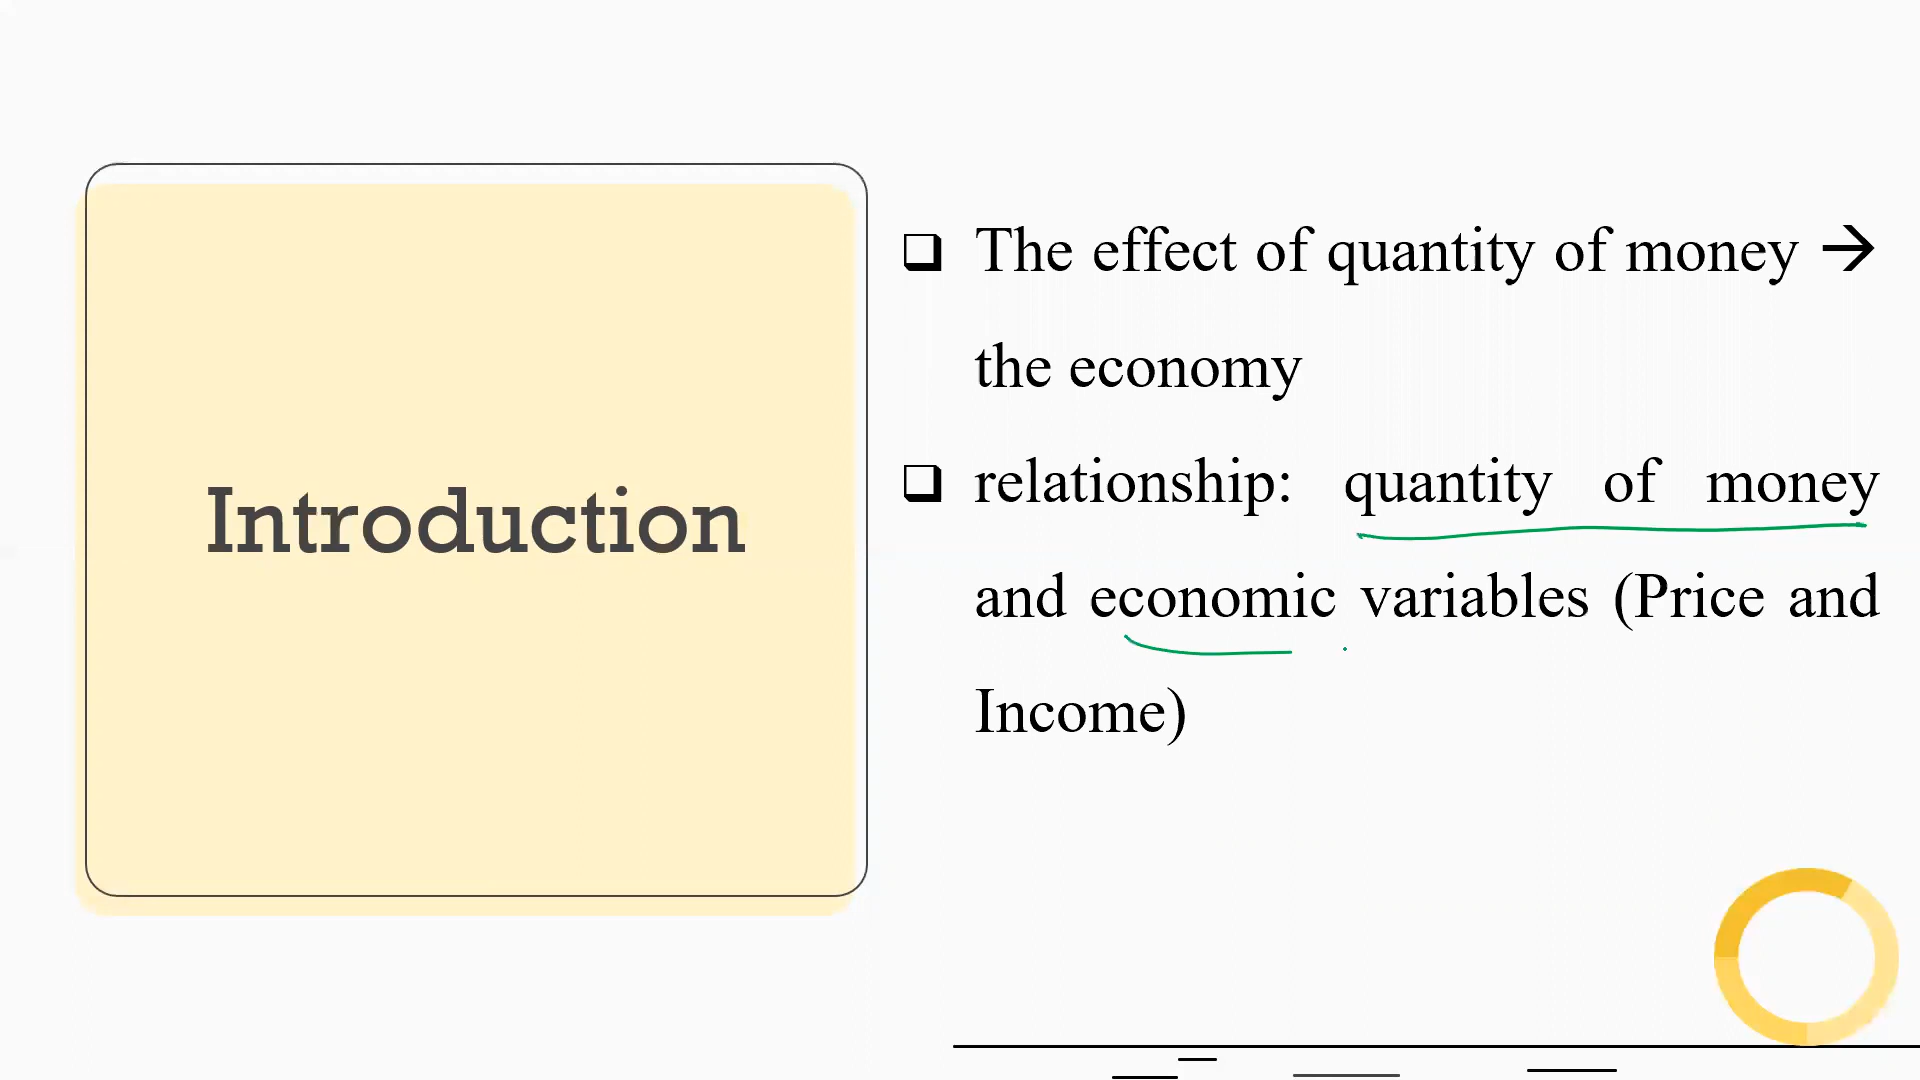 Introduction
❑ The effect of quantity of money →
the economy
❑ relationship: quantity of money
and economic variables (Price and
Income)